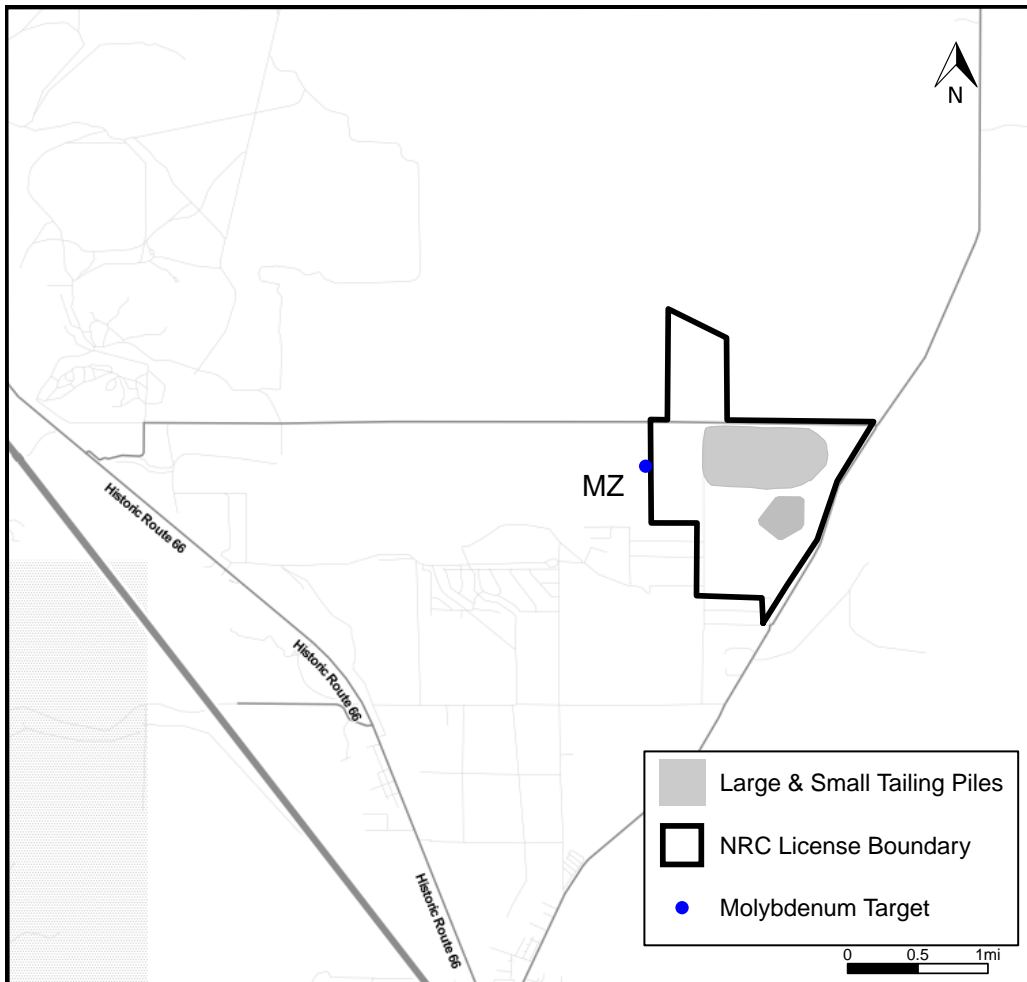 N
MZ
Historic Route 66
Historic Route 66
Historic Route 66
Large & Small Tailing Piles
NRC License Boundary
Molybdenum Target
0 0.5 1mi